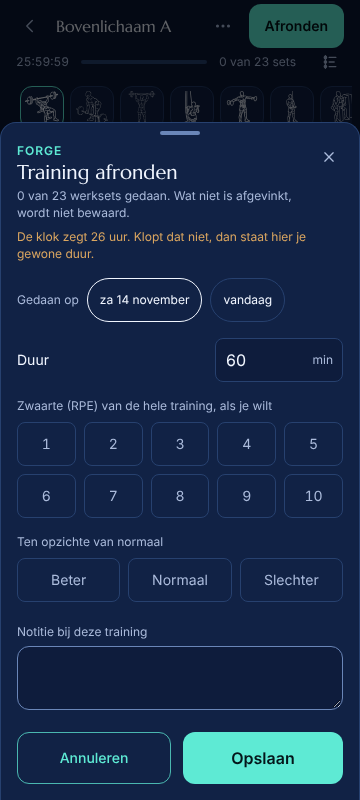 Bovenlichaam A
Afronden
25:59:59
0 van 23 sets
FORGE
Training afronden
0 van 23 werksets gedaan. Wat niet is afgevinkt,
wordt niet bewaard.
De klok zegt 26 uur. Klopt dat niet, dan staat hier je
gewone duur.
Gedaan op
za 14 november
vandaag
Duur
60
min
Zwaarte (RPE) van de hele training, als je wilt
1 2 3 4 5
6 7 8 9 10
Ten opzichte van normaal
Beter
Normaal
Slechter
Notitie bij deze training
Annuleren
Opslaan